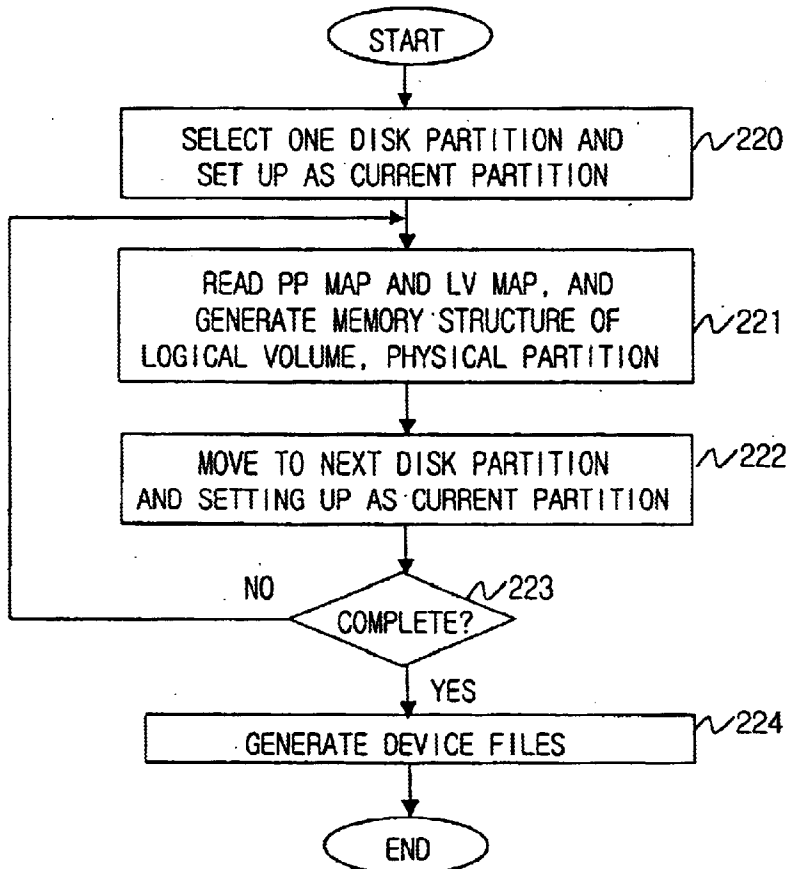 START
SELECT ONE DISK PARTITION AND
SET UP AS CURRENT PARTITION
220
READ PP MAP AND LV MAP, AND
GENERATE MEMORY STRUCTURE OF
LOGICAL VOLUME, PHYSICAL PARTITION
221
MOVE TO NEXT DISK PARTITION
AND SETTING UP AS CURRENT PARTITION
222
NO
COMPLETE?
223
YES
GENERATE DEVICE FILES
224
END